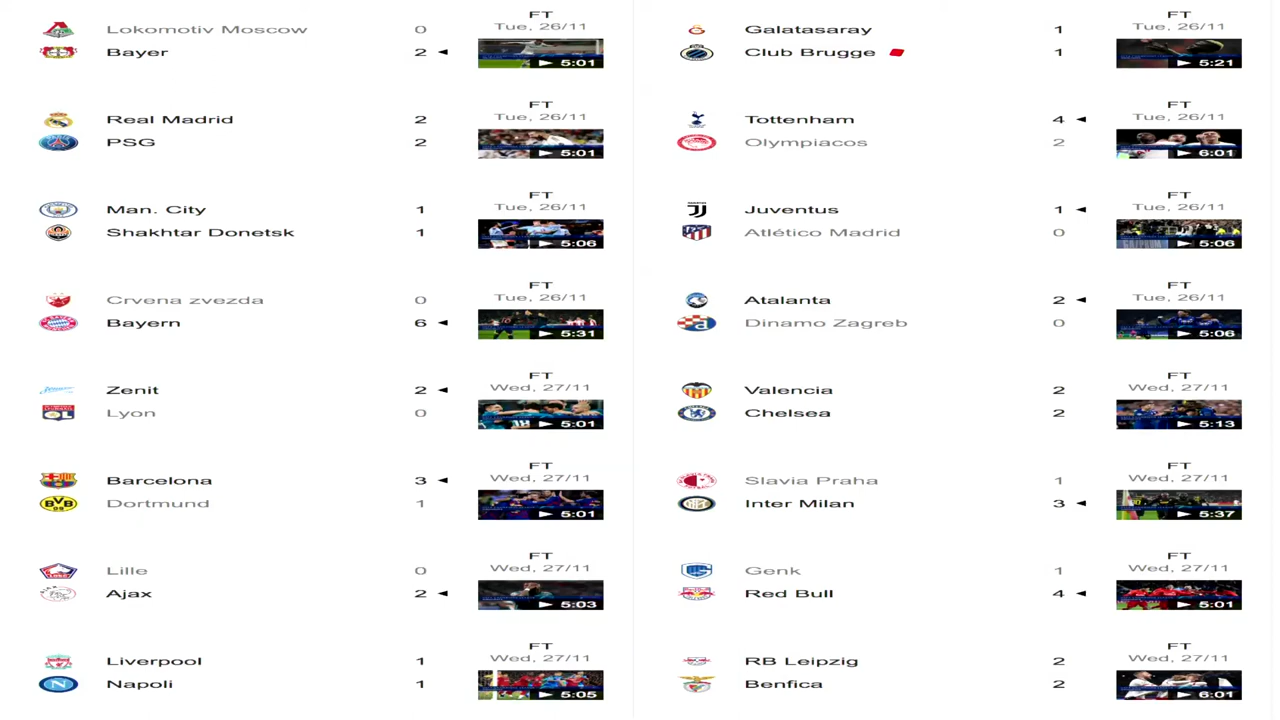 FT
Lokomotiv Moscow 0 Tue, 26/11
Bayer 2 ◄ 5:01
FT
Galatasaray 1 Tue, 26/11
Club Brugge 1 5:21
FT
Real Madrid 2 Tue, 26/11
PSG 2 5:01
FT
Tottenham 4 ◄ Tue, 26/11
Olympiacos 2 6:01
FT
Man. City 1 Tue, 26/11
Shakhtar Donetsk 1 5:06
FT
Juventus 1 ◄ Tue, 26/11
Atlético Madrid 0 5:06
FT
Crvena zvezda 0 Tue, 26/11
Bayern 6 ◄ 5:31
FT
Atalanta 2 ◄ Tue, 26/11
Dinamo Zagreb 0 5:06
FT
Zenit 2 ◄ Wed, 27/11
Lyon 0 5:01
FT
Valencia 2 Wed, 27/11
Chelsea 2 5:13
FT
Barcelona 3 ◄ Wed, 27/11
Dortmund 1 5:01
FT
Slavia Praha 1 Wed, 27/11
Inter Milan 3 ◄ 5:37
FT
Lille 0 Wed, 27/11
Ajax 2 ◄ 5:03
FT
Genk 1 Wed, 27/11
Red Bull 4 ◄ 5:01
FT
Liverpool 1 Wed, 27/11
Napoli 1 5:05
FT
RB Leipzig 2 Wed, 27/11
Benfica 2 6:01